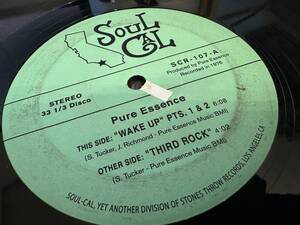 SOUL
CAL
SCR-107-A
Produced by Pure Essence
Recorded in 1976
STEREO
33 1/3 Disco
Pure Essence
THIS SIDE: "WAKE UP" PTS. 1 & 2 6:08
(S. Tucker, J. Richmond - Pure Essence Music BMI)
OTHER SIDE: "THIRD ROCK" 4:02
(S. Tucker - Pure Essence Music BMI)
SOUL-CAL, YET ANOTHER DIVISION OF STONES THROW RECORDS, LOS ANGELES, CA